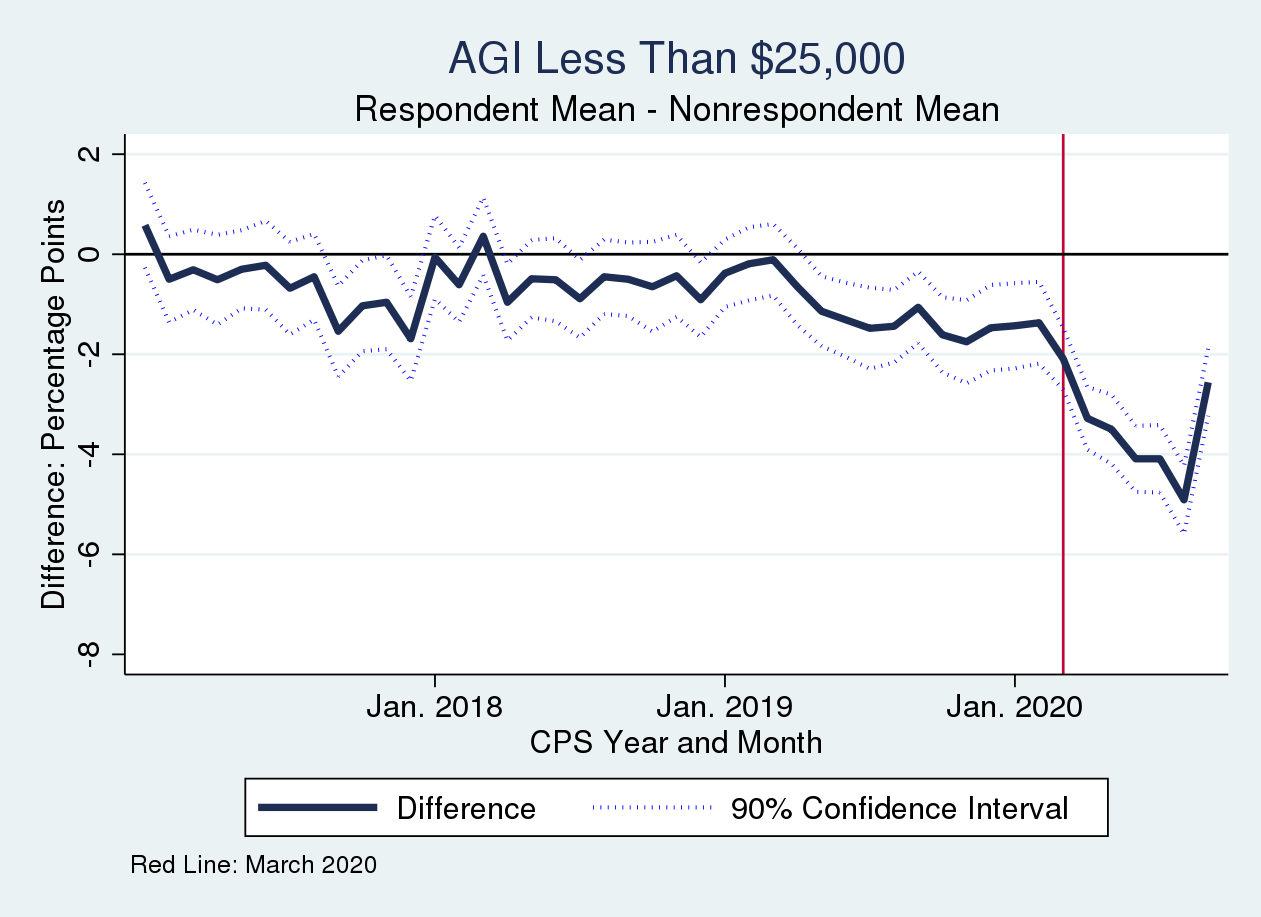 AGI Less Than $25,000
Respondent Mean - Nonrespondent Mean
Difference: Percentage Points
2
0
-2
-4
-6
-8
Jan. 2018 Jan. 2019 Jan. 2020
CPS Year and Month
Difference 90% Confidence Interval
Red Line: March 2020